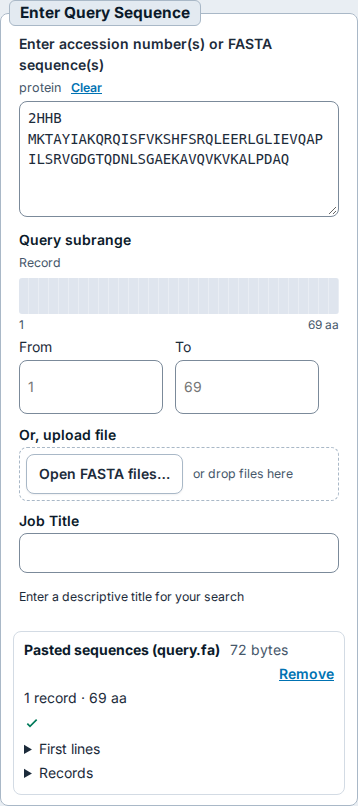 Enter Query Sequence
Enter accession number(s) or FASTA
sequence(s)
protein Clear
2HHB
MKTAYIAKQRQISFVKSHFSRQLEERLGLIEVQAP
ILSRVGDGTQDNLSGAEKAVQVKVKALPDAQ
Query subrange
Record
1 69 aa
From To
1 69
Or, upload file
Open FASTA files... or drop files here
Job Title
Enter a descriptive title for your search
Pasted sequences (query.fa) 72 bytes
Remove
1 record · 69 aa
✓
▶ First lines
▶ Records